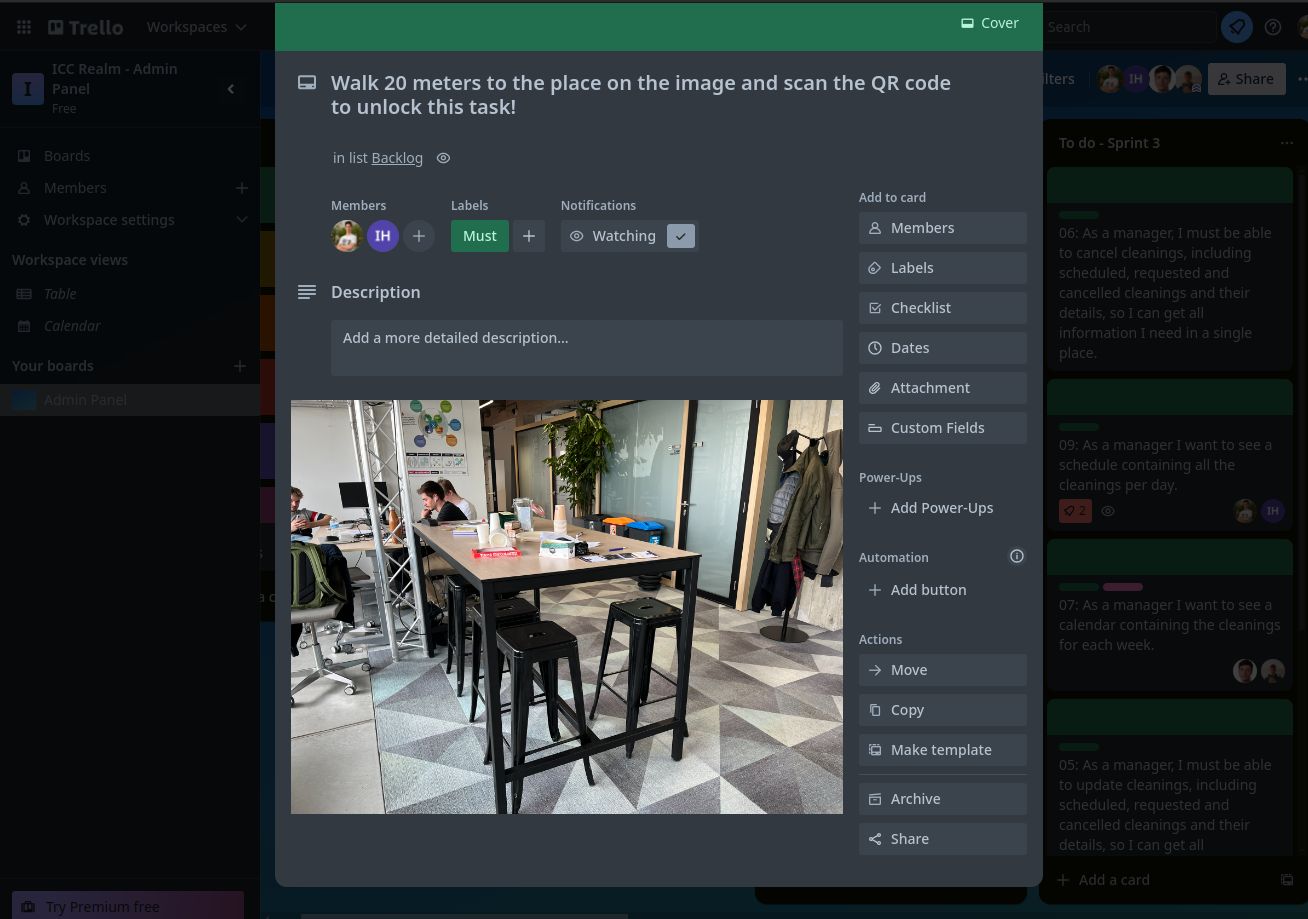 Trello
Workspaces
Search
ICC Realm - Admin
Panel
Free
I
Boards
Members
Workspace settings
Workspace views
Table
Calendar
Your boards
Admin Panel
Try Premium free
Cover
Walk 20 meters to the place on the image and scan the QR code
to unlock this task!
in list Backlog
Members
Labels
Notifications
IH
Must
Watching
Description
Add a more detailed description...
Add to card
Members
Labels
Checklist
Dates
Attachment
Custom Fields
Power-Ups
Add Power-Ups
Automation
Add button
Actions
Move
Copy
Make template
Archive
Share
IH
Share
To do - Sprint 3
06: As a manager, I must be able
to cancel cleanings, including
scheduled, requested and
cancelled cleanings and their
details, so I can get all
information I need in a single
place.
09: As a manager I want to see a
schedule containing all the
cleanings per day.
2
IH
07: As a manager I want to see a
calendar containing the cleanings
for each week.
05: As a manager, I must be able
to update cleanings, including
scheduled, requested and
cancelled cleanings and their
details, so I can get all
Add a card